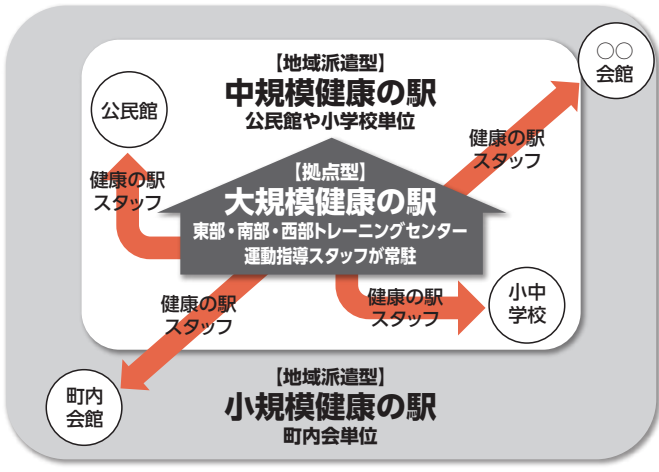 ○○
会館
【地域派遣型】
中規模健康の駅
公民館や小学校単位
公民館
健康の駅
スタッフ
健康の駅
スタッフ
【拠点型】
大規模健康の駅
東部・南部・西部トレーニングセンター
運動指導スタッフが常駐
健康の駅
スタッフ
健康の駅
スタッフ
小中
学校
町内
会館
【地域派遣型】
小規模健康の駅
町内会単位